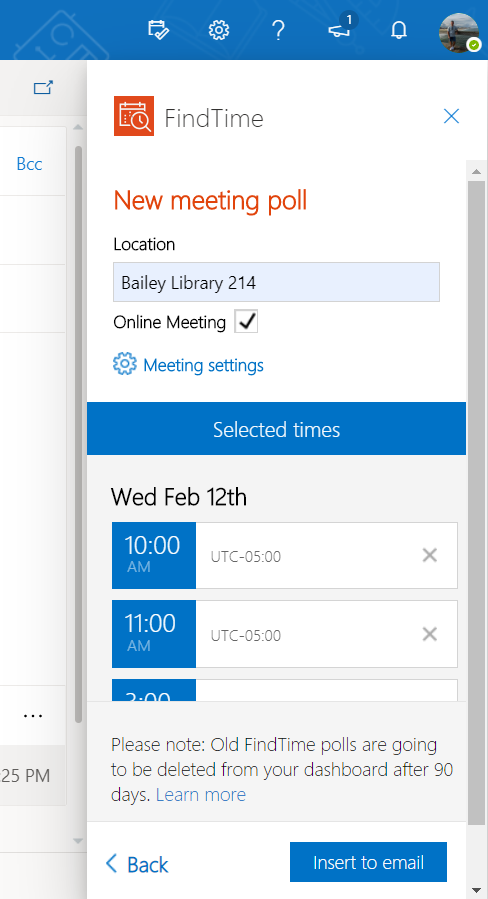 1
FindTime
Bcc
New meeting poll
Location
Bailey Library 214
Online Meeting
Meeting settings
Selected times
Wed Feb 12th
10:00
AM
UTC-05:00
11:00
AM
UTC-05:00
3:00
...
Please note: Old FindTime polls are going
to be deleted from your dashboard after 90
days. Learn more
:25 PM
Back
Insert to email